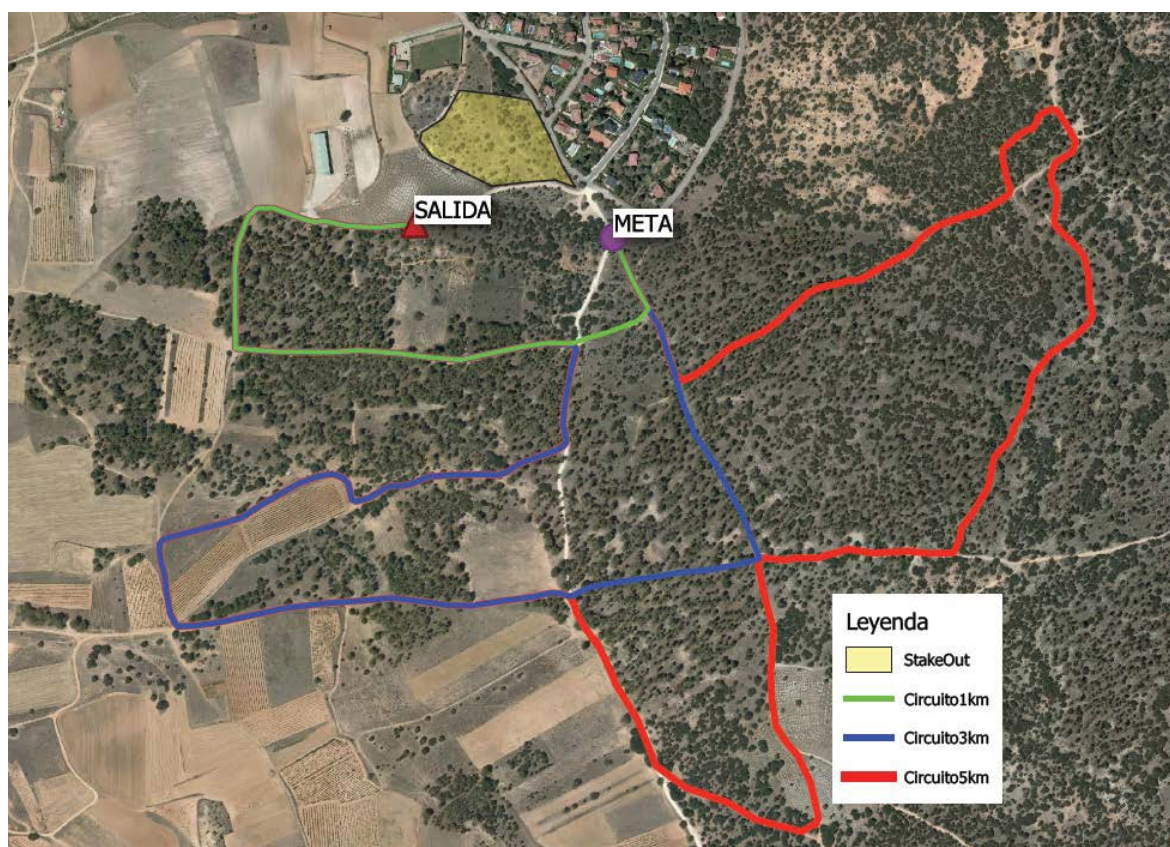 SALIDA
META
Leyenda
StakeOut
Circuito1km
Circuito3km
Circuito5km